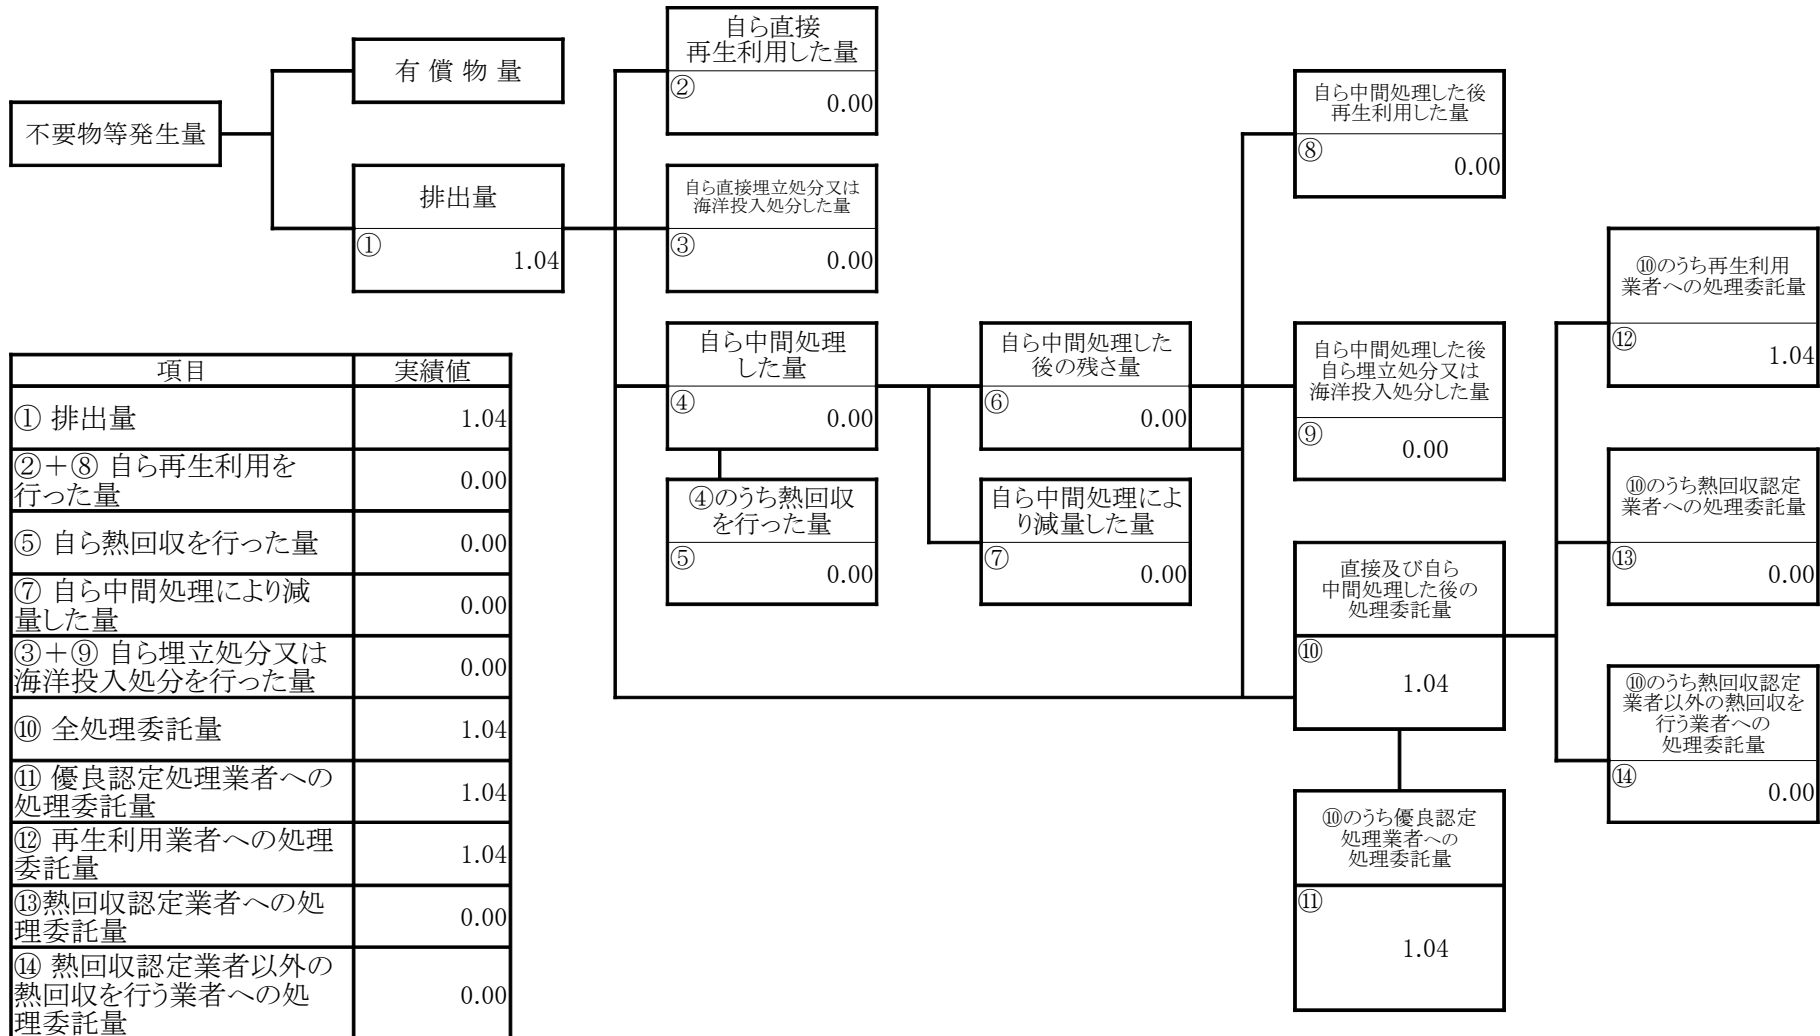 不要物等発生量
有 償 物 量
排出量
①
1.04
自ら直接
再生利用した量
②
0.00
自ら直接埋立処分又は
海洋投入処分した量
③
0.00
自ら中間処理
した量
④
0.00
④のうち熱回収
を行った量
⑤
0.00
自ら中間処理した
後の残さ量
⑥
0.00
自ら中間処理によ
り減量した量
⑦
0.00
自ら中間処理した後
再生利用した量
⑧
0.00
自ら中間処理した後
自ら埋立処分又は
海洋投入処分した量
⑨
0.00
直接及び自ら
中間処理した後の
処理委託量
⑩
1.04
⑩のうち優良認定
処理業者への
処理委託量
⑪
1.04
⑩のうち再生利用
業者への処理委託量
⑫
1.04
⑩のうち熱回収認定
業者への処理委託量
⑬
0.00
⑩のうち熱回収認定
業者以外の熱回収を
行う業者への
処理委託量
⑭
0.00
項目 実績値
① 排出量 1.04
②＋⑧ 自ら再生利用を
行った量 0.00
⑤ 自ら熱回収を行った量 0.00
⑦ 自ら中間処理により減
量した量 0.00
③＋⑨ 自ら埋立処分又は
海洋投入処分を行った量 0.00
⑩ 全処理委託量 1.04
⑪ 優良認定処理業者への
処理委託量 1.04
⑫ 再生利用業者への処理
委託量 1.04
⑬熱回収認定業者への処
理委託量 0.00
⑭ 熱回収認定業者以外の
熱回収を行う業者への処
理委託量 0.00